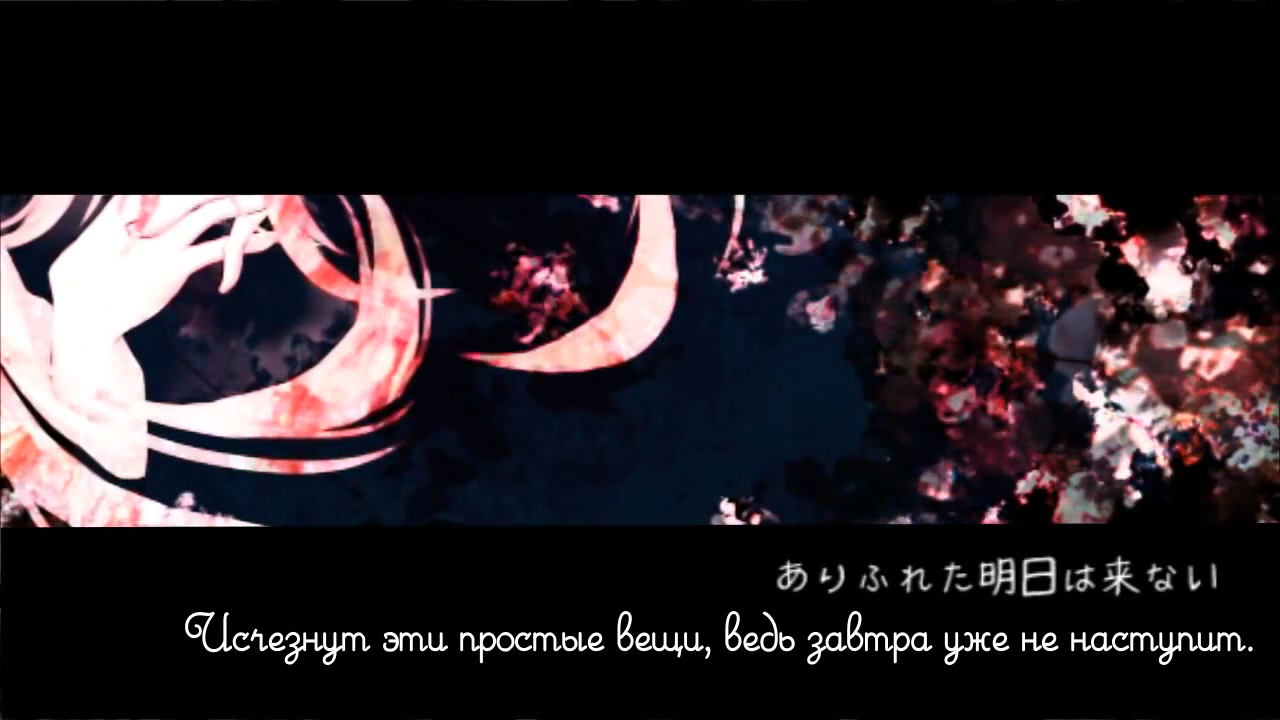 ありふれた明日は来ない
Исчезнут эти простые вещи, ведь завтра уже не наступит.